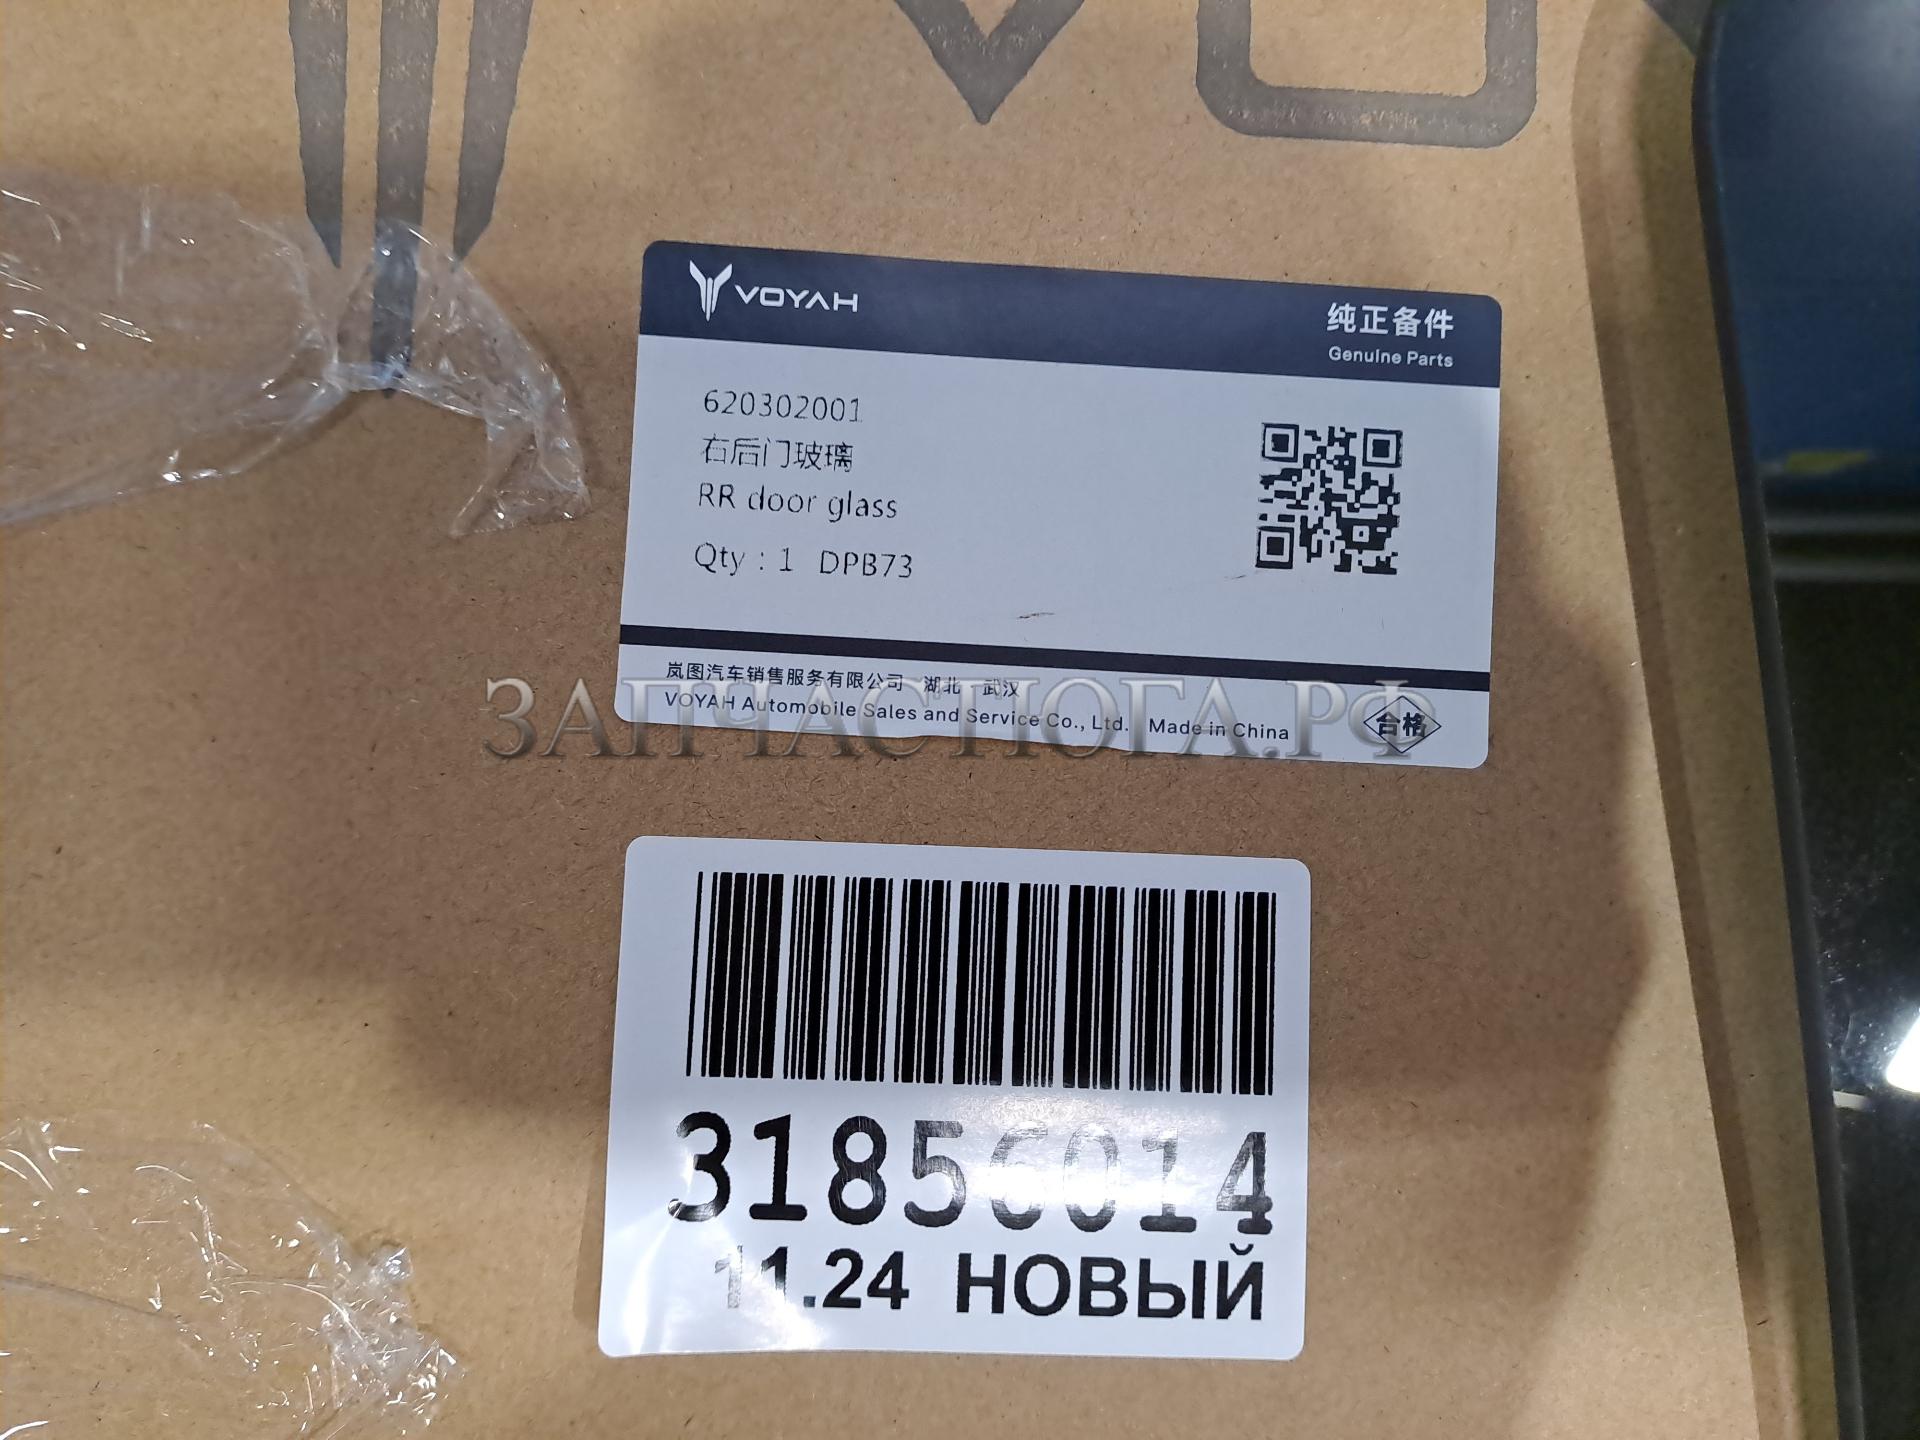 VOYAH
纯正备件
Genuine Parts
620302001
右后门玻璃
RR door glass
Qty : 1 DPB73
岚图汽车销售服务有限公司 湖北 武汉
VOYAH Automobile Sales and Service Co., Ltd. Made in China
合格
ЗАПЧАСТЮГА.РФ
31856014
11.24 НОВЫЙ